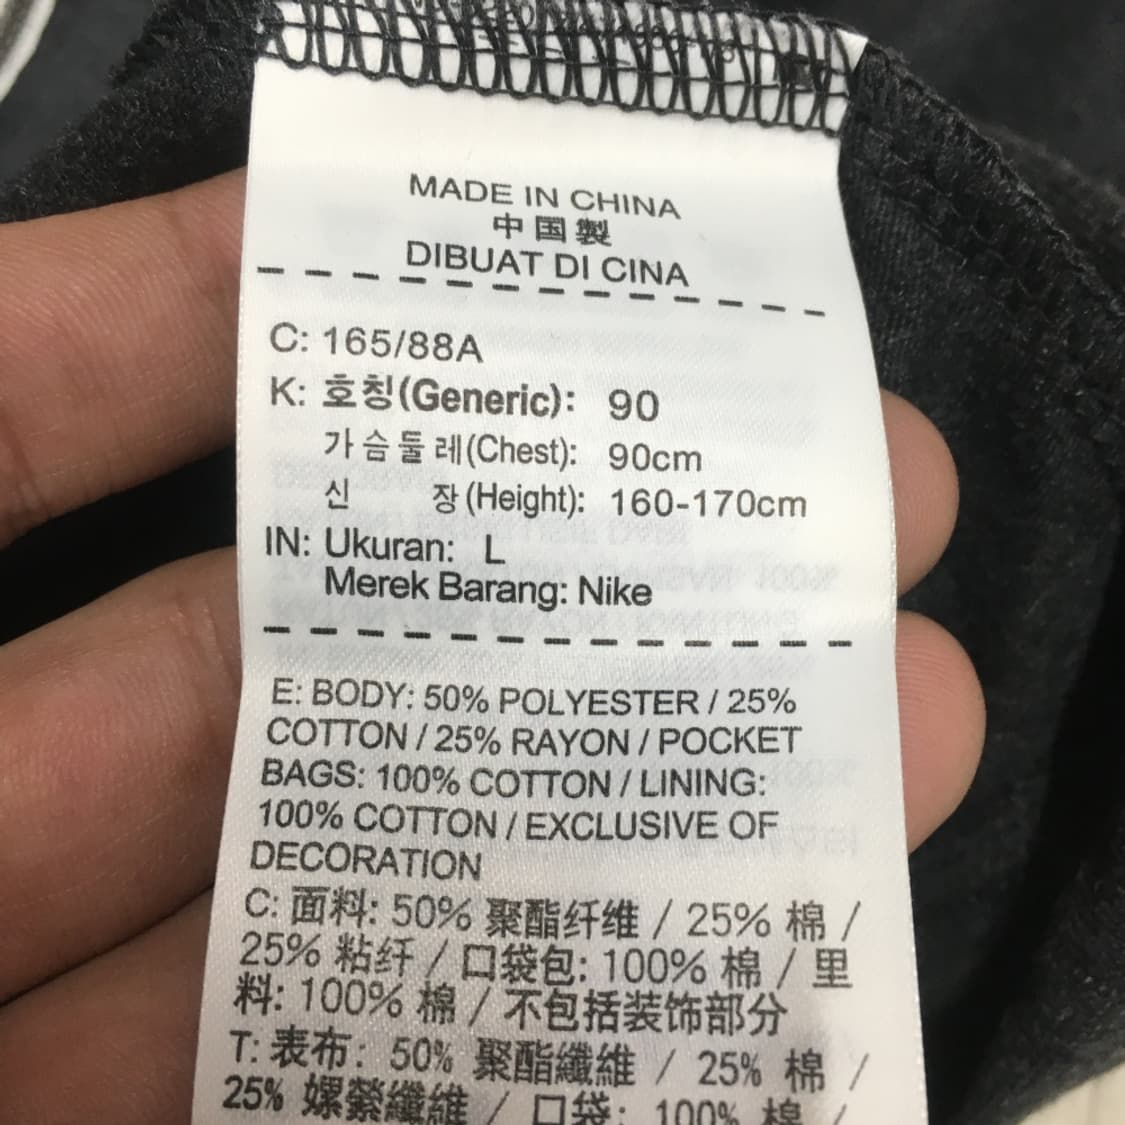 MADE IN CHINA
中国製
DIBUAT DI CINA
C: 165/88A
K: 호칭(Generic): 90
가슴둘레(Chest): 90cm
신 장(Height): 160-170cm
IN: Ukuran: L
Merek Barang: Nike
E: BODY: 50% POLYESTER / 25%
COTTON / 25% RAYON / POCKET
BAGS: 100% COTTON / LINING:
100% COTTON / EXCLUSIVE OF
DECORATION
C: 面料: 50% 聚酯纤维 / 25% 棉 /
25% 粘纤 / 口袋包: 100% 棉 / 里
料: 100% 棉 / 不包括装饰部分
T: 表布: 50% 聚酯纖維 / 25% 棉 /
25% 嫘縈纖維 / 口袋: 100% 棉 /